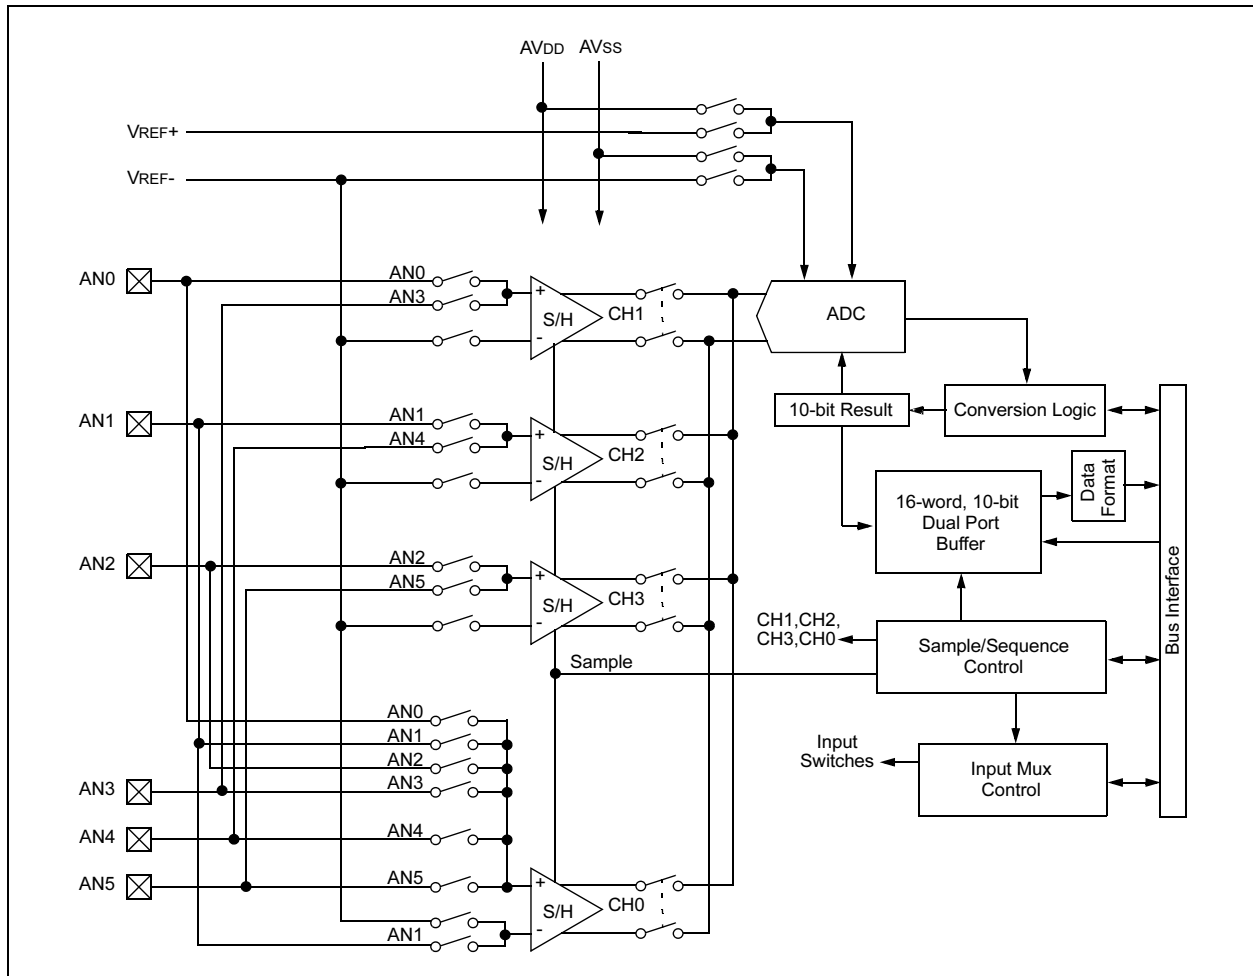 AVDD AVSS
VREF+
VREF-
AN0
AN0
AN3
+
S/H
-
CH1
ADC
10-bit Result
Conversion Logic
AN1
AN1
AN4
+
S/H
-
CH2
16-word, 10-bit
Dual Port
Buffer
Data
Format
AN2
AN2
AN5
+
S/H
-
CH3
CH1,CH2,
CH3,CH0
Sample/Sequence
Control
Bus Interface
Sample
AN0
AN1
AN2
AN3
AN3
AN4
AN4
AN5
AN5
Input
Switches
Input Mux
Control
+
S/H
-
CH0
AN1